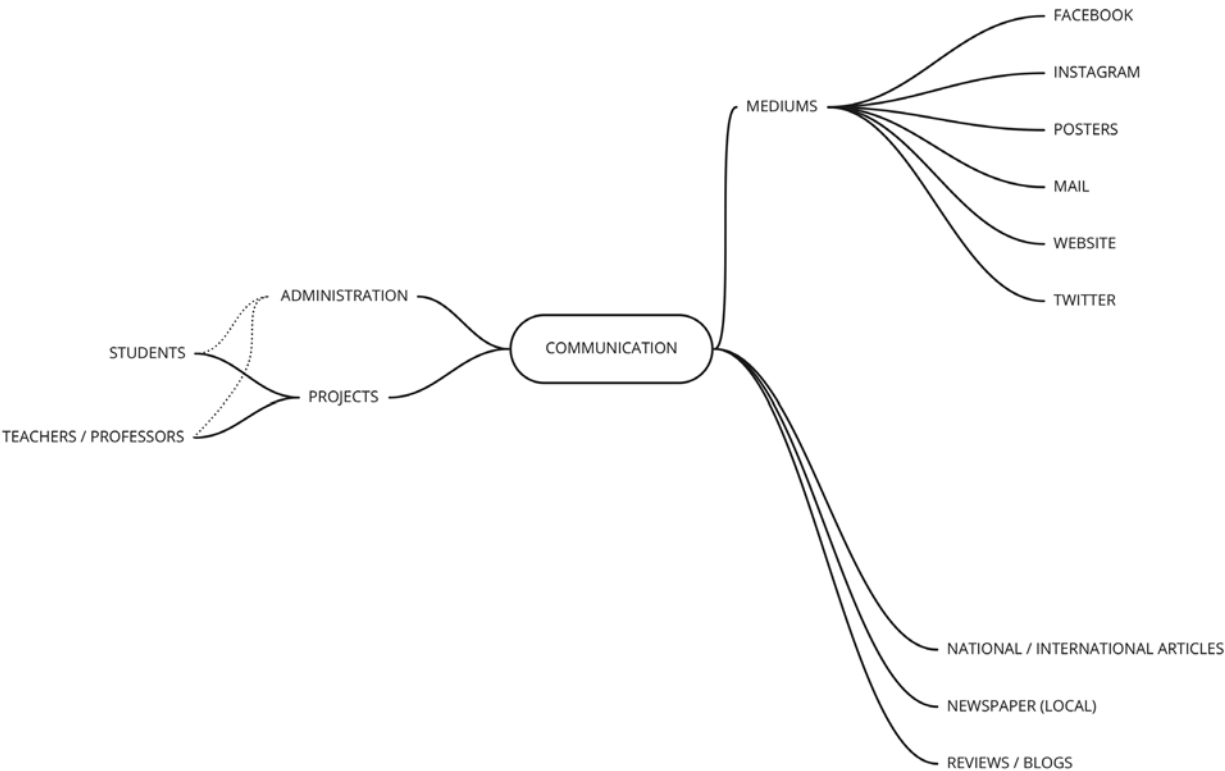 FACEBOOK
INSTAGRAM
MEDIUMS
POSTERS
MAIL
WEBSITE
TWITTER
ADMINISTRATION
STUDENTS
COMMUNICATION
PROJECTS
TEACHERS / PROFESSORS
NATIONAL / INTERNATIONAL ARTICLES
NEWSPAPER (LOCAL)
REVIEWS / BLOGS